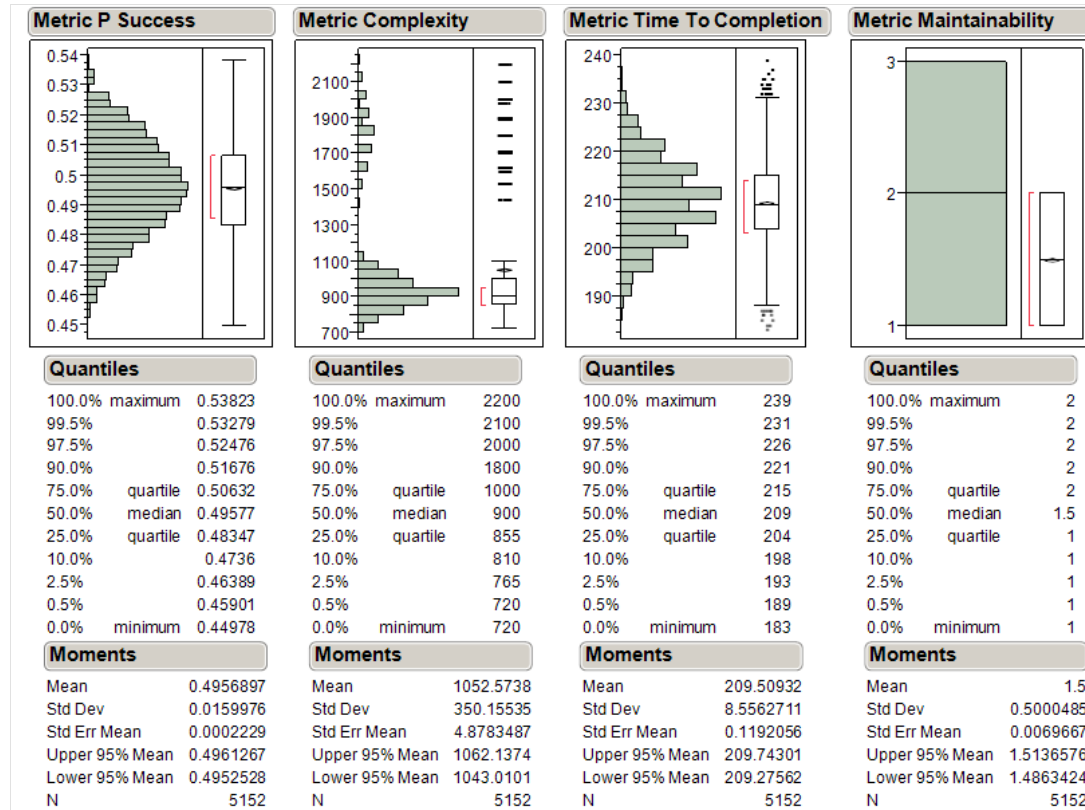 Metric P Success
0.54
0.53
0.52
0.51
0.5
0.49
0.48
0.47
0.46
0.45
Quantiles
100.0% maximum 0.53823
99.5% 0.53279
97.5% 0.52476
90.0% 0.51676
75.0% quartile 0.50632
50.0% median 0.49577
25.0% quartile 0.48347
10.0% 0.4736
2.5% 0.46389
0.5% 0.45901
0.0% minimum 0.44978
Moments
Mean 0.4956897
Std Dev 0.0159976
Std Err Mean 0.0002229
Upper 95% Mean 0.4961267
Lower 95% Mean 0.4952528
N 5152
Metric Complexity
2100
1900
1700
1500
1300
1100
900
700
Quantiles
100.0% maximum 2200
99.5% 2100
97.5% 2000
90.0% 1800
75.0% quartile 1000
50.0% median 900
25.0% quartile 855
10.0% 810
2.5% 765
0.5% 720
0.0% minimum 720
Moments
Mean 1052.5738
Std Dev 350.15535
Std Err Mean 4.8783487
Upper 95% Mean 1062.1374
Lower 95% Mean 1043.0101
N 5152
Metric Time To Completion
240
230
220
210
200
190
Quantiles
100.0% maximum 239
99.5% 231
97.5% 226
90.0% 221
75.0% quartile 215
50.0% median 209
25.0% quartile 204
10.0% 198
2.5% 193
0.5% 189
0.0% minimum 183
Moments
Mean 209.50932
Std Dev 8.5562711
Std Err Mean 0.1192056
Upper 95% Mean 209.74301
Lower 95% Mean 209.27562
N 5152
Metric Maintainability
3
2
1
Quantiles
100.0% maximum 2
99.5% 2
97.5% 2
90.0% 2
75.0% quartile 2
50.0% median 1.5
25.0% quartile 1
10.0% 1
2.5% 1
0.5% 1
0.0% minimum 1
Moments
Mean 1.5
Std Dev 0.5000485
Std Err Mean 0.0069667
Upper 95% Mean 1.5136576
Lower 95% Mean 1.4863424
N 5152